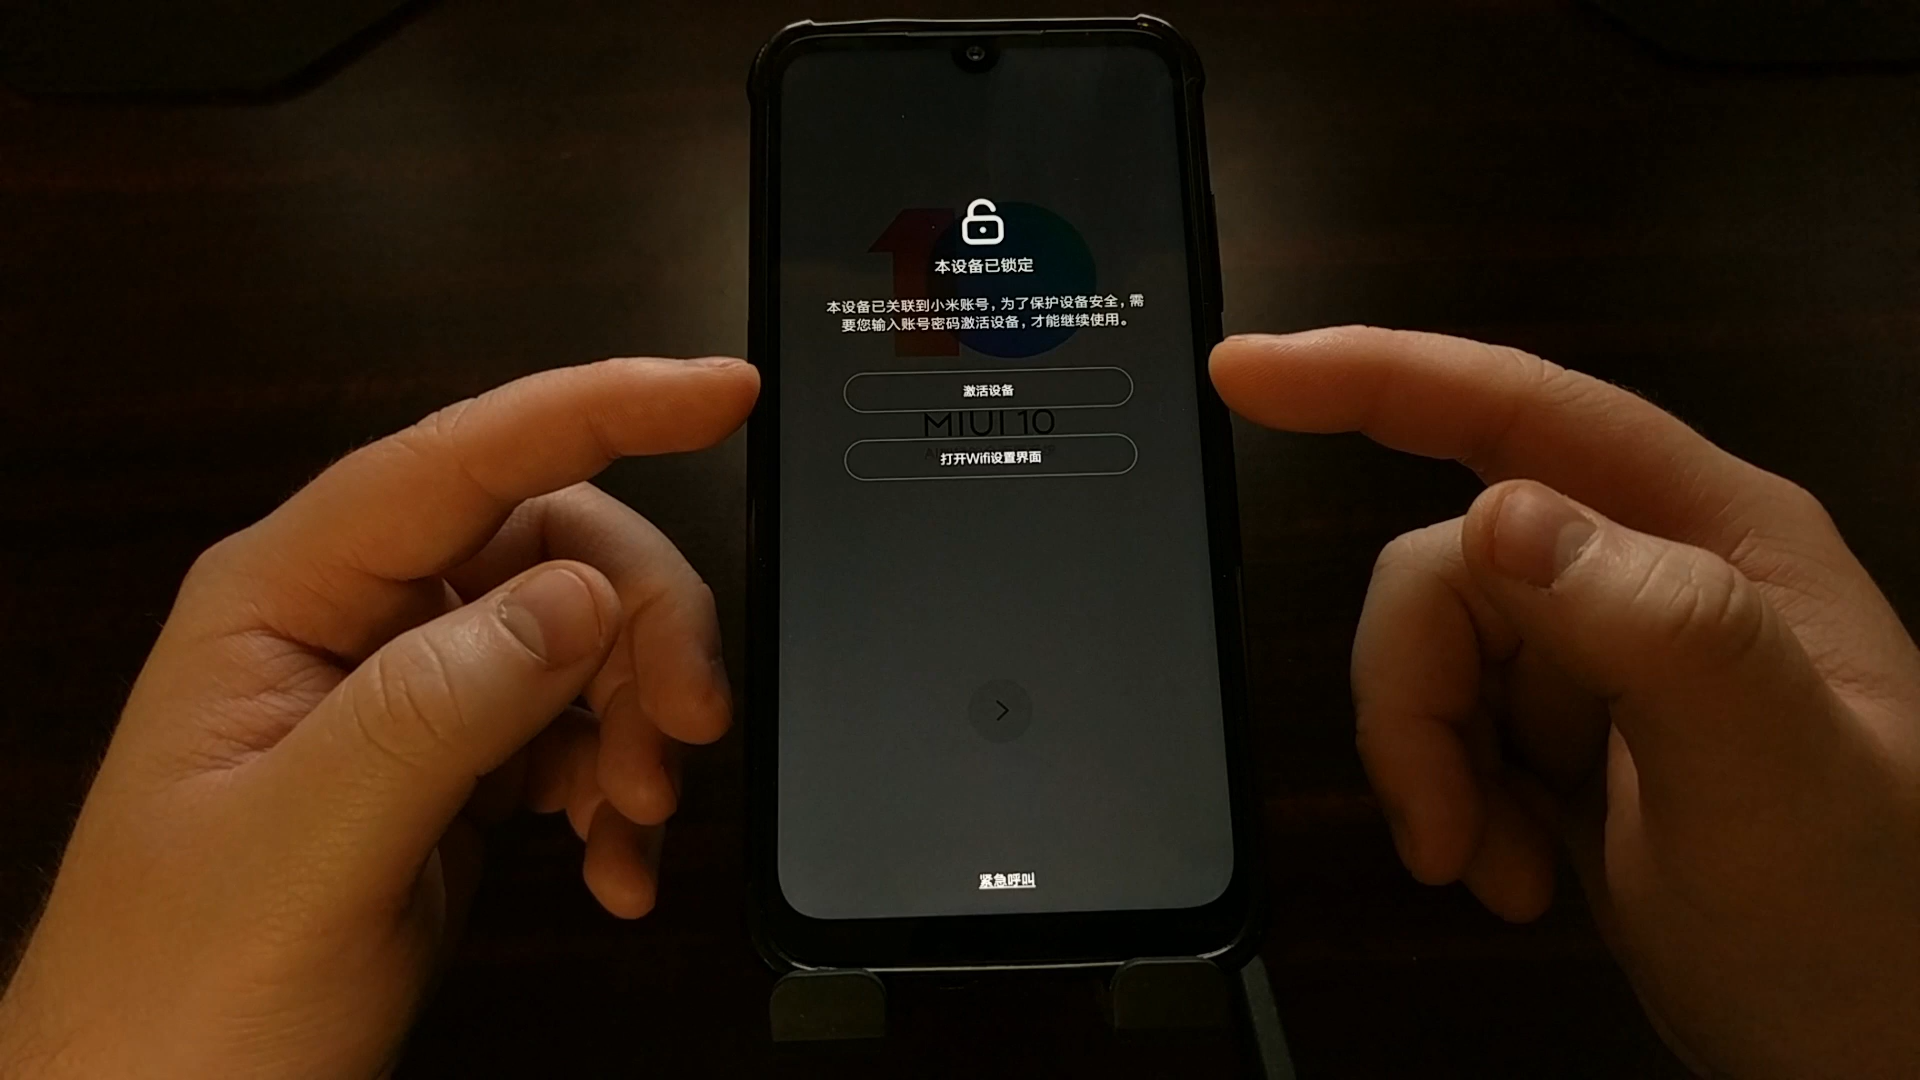 本设备已锁定
本设备已关联到小米账号，为了保护设备安全，需
要您输入账号密码激活设备，才能继续使用。
激活设备
MIUI 10
打开Wifi设置界面
紧急呼叫